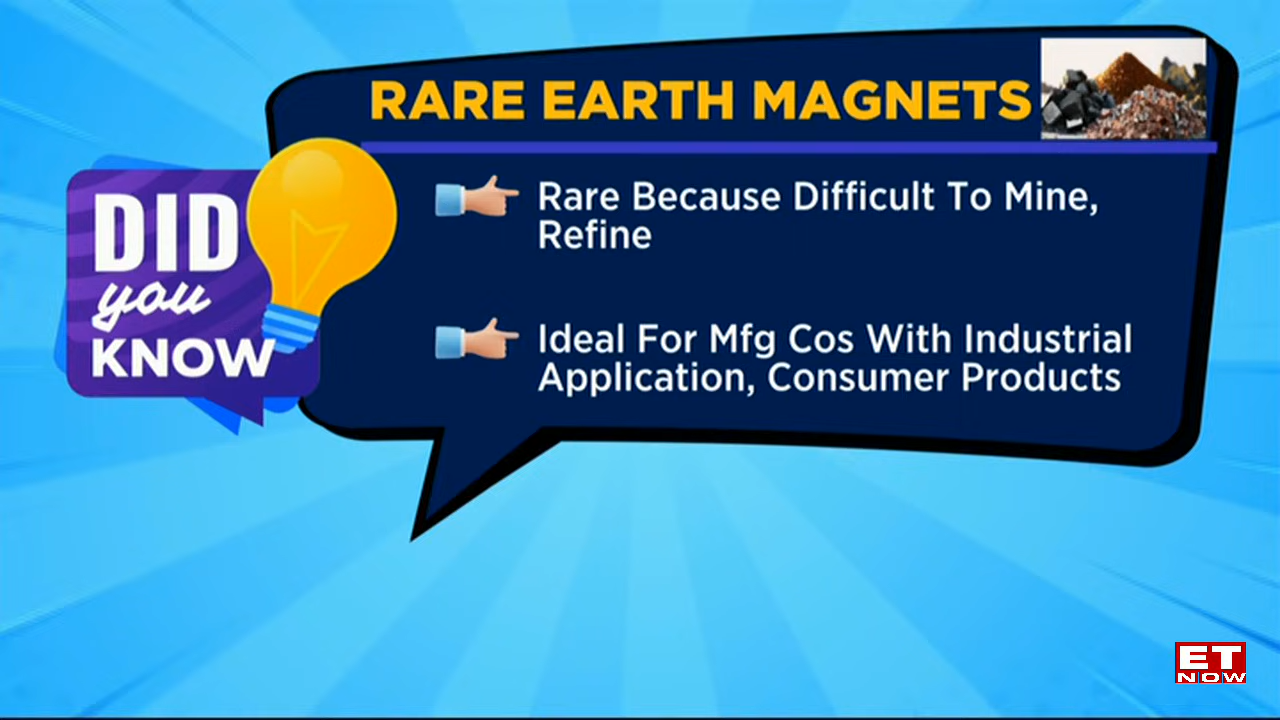 RARE EARTH MAGNETS
DID
you
KNOW
Rare Because Difficult To Mine,
Refine
Ideal For Mfg Cos With Industrial
Application, Consumer Products
ET
NOW